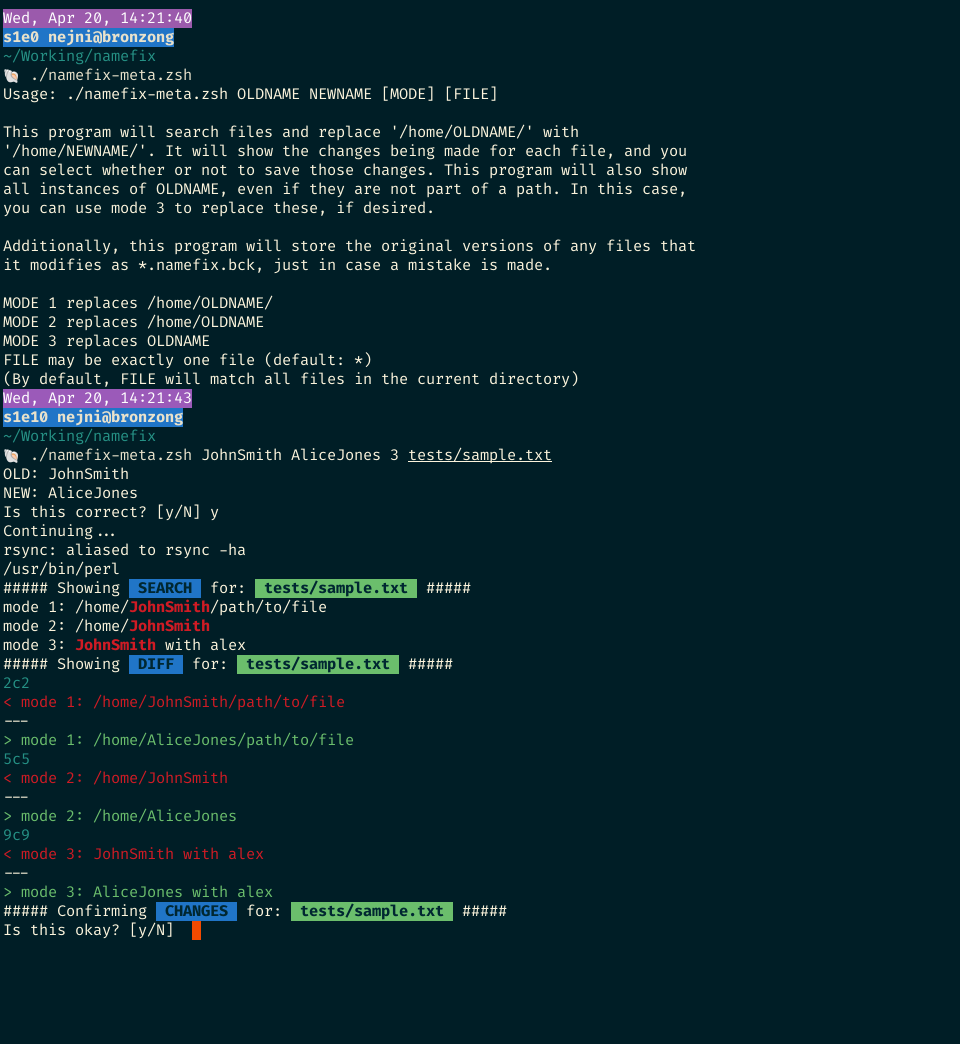 Wed, Apr 20, 14:21:40
s1e0 nejni@bronzong
~/Working/namefix
🐚 ./namefix-meta.zsh
Usage: ./namefix-meta.zsh OLDNAME NEWNAME [MODE] [FILE]

This program will search files and replace '/home/OLDNAME/' with
'/home/NEWNAME/'. It will show the changes being made for each file, and you
can select whether or not to save those changes. This program will also show
all instances of OLDNAME, even if they are not part of a path. In this case,
you can use mode 3 to replace these, if desired.

Additionally, this program will store the original versions of any files that
it modifies as *.namefix.bck, just in case a mistake is made.

MODE 1 replaces /home/OLDNAME/
MODE 2 replaces /home/OLDNAME
MODE 3 replaces OLDNAME
FILE may be exactly one file (default: *)
(By default, FILE will match all files in the current directory)
Wed, Apr 20, 14:21:43
s1e10 nejni@bronzong
~/Working/namefix
🐚 ./namefix-meta.zsh JohnSmith AliceJones 3 tests/sample.txt
OLD: JohnSmith
NEW: AliceJones
Is this correct? [y/N] y
Continuing...
rsync: aliased to rsync -ha
/usr/bin/perl
##### Showing SEARCH for: tests/sample.txt #####
mode 1: /home/JohnSmith/path/to/file
mode 2: /home/JohnSmith
mode 3: JohnSmith with alex
##### Showing DIFF for: tests/sample.txt #####
2c2
< mode 1: /home/JohnSmith/path/to/file
---
> mode 1: /home/AliceJones/path/to/file
5c5
< mode 2: /home/JohnSmith
---
> mode 2: /home/AliceJones
9c9
< mode 3: JohnSmith with alex
---
> mode 3: AliceJones with alex
##### Confirming CHANGES for: tests/sample.txt #####
Is this okay? [y/N]